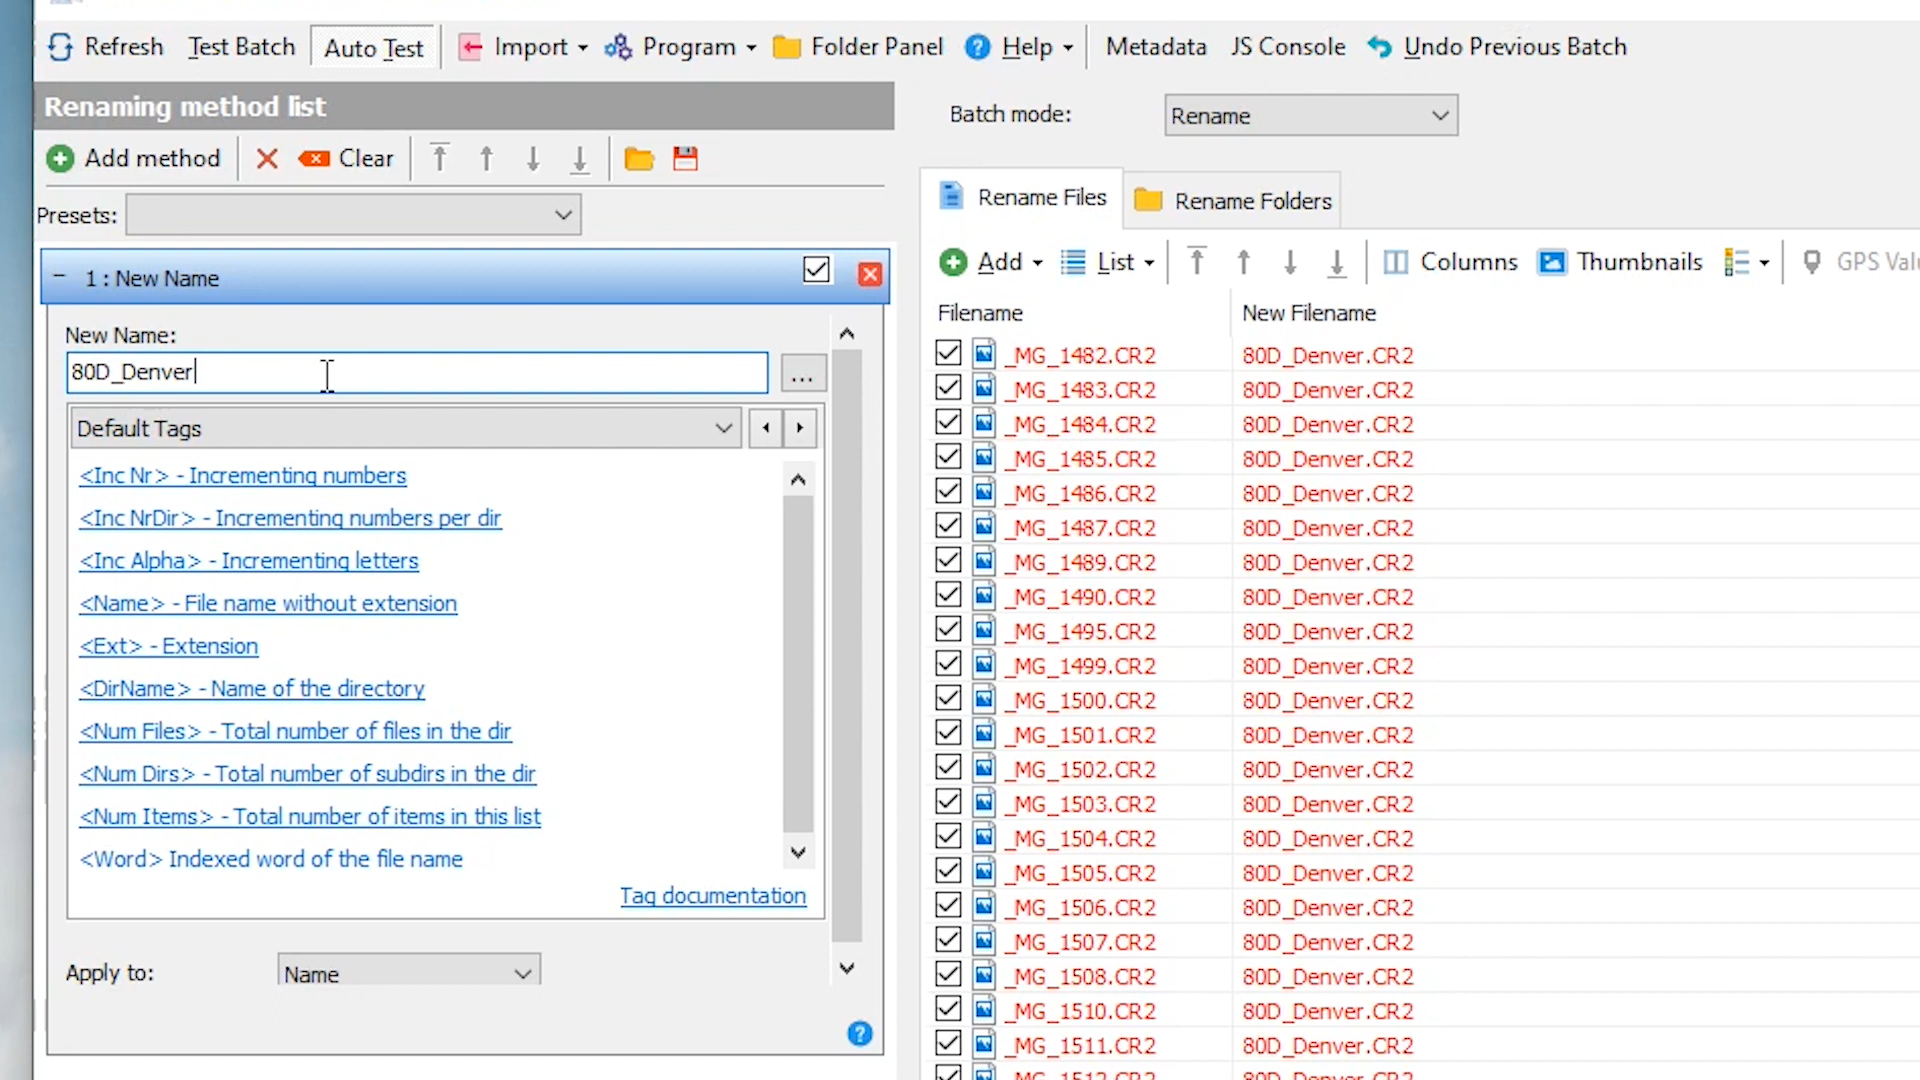 Refresh Test Batch Auto Test Import Program Folder Panel Help Metadata JS Console Undo Previous Batch
Renaming method list
Add method Clear
Presets:
1 : New Name
New Name:
80D_Denver
...
Default Tags
<Inc Nr> - Incrementing numbers
<Inc NrDir> - Incrementing numbers per dir
<Inc Alpha> - Incrementing letters
<Name> - File name without extension
<Ext> - Extension
<DirName> - Name of the directory
<Num Files> - Total number of files in the dir
<Num Dirs> - Total number of subdirs in the dir
<Num Items> - Total number of items in this list
<Word> Indexed word of the file name
Tag documentation
Apply to: Name
Batch mode: Rename
Rename Files Rename Folders
Add List Columns Thumbnails GPS Valu
Filename New Filename
_MG_1482.CR2 80D_Denver.CR2
_MG_1483.CR2 80D_Denver.CR2
_MG_1484.CR2 80D_Denver.CR2
_MG_1485.CR2 80D_Denver.CR2
_MG_1486.CR2 80D_Denver.CR2
_MG_1487.CR2 80D_Denver.CR2
_MG_1489.CR2 80D_Denver.CR2
_MG_1490.CR2 80D_Denver.CR2
_MG_1495.CR2 80D_Denver.CR2
_MG_1499.CR2 80D_Denver.CR2
_MG_1500.CR2 80D_Denver.CR2
_MG_1501.CR2 80D_Denver.CR2
_MG_1502.CR2 80D_Denver.CR2
_MG_1503.CR2 80D_Denver.CR2
_MG_1504.CR2 80D_Denver.CR2
_MG_1505.CR2 80D_Denver.CR2
_MG_1506.CR2 80D_Denver.CR2
_MG_1507.CR2 80D_Denver.CR2
_MG_1508.CR2 80D_Denver.CR2
_MG_1510.CR2 80D_Denver.CR2
_MG_1511.CR2 80D_Denver.CR2
_MG_1512.CR2 80D_Denver.CR2